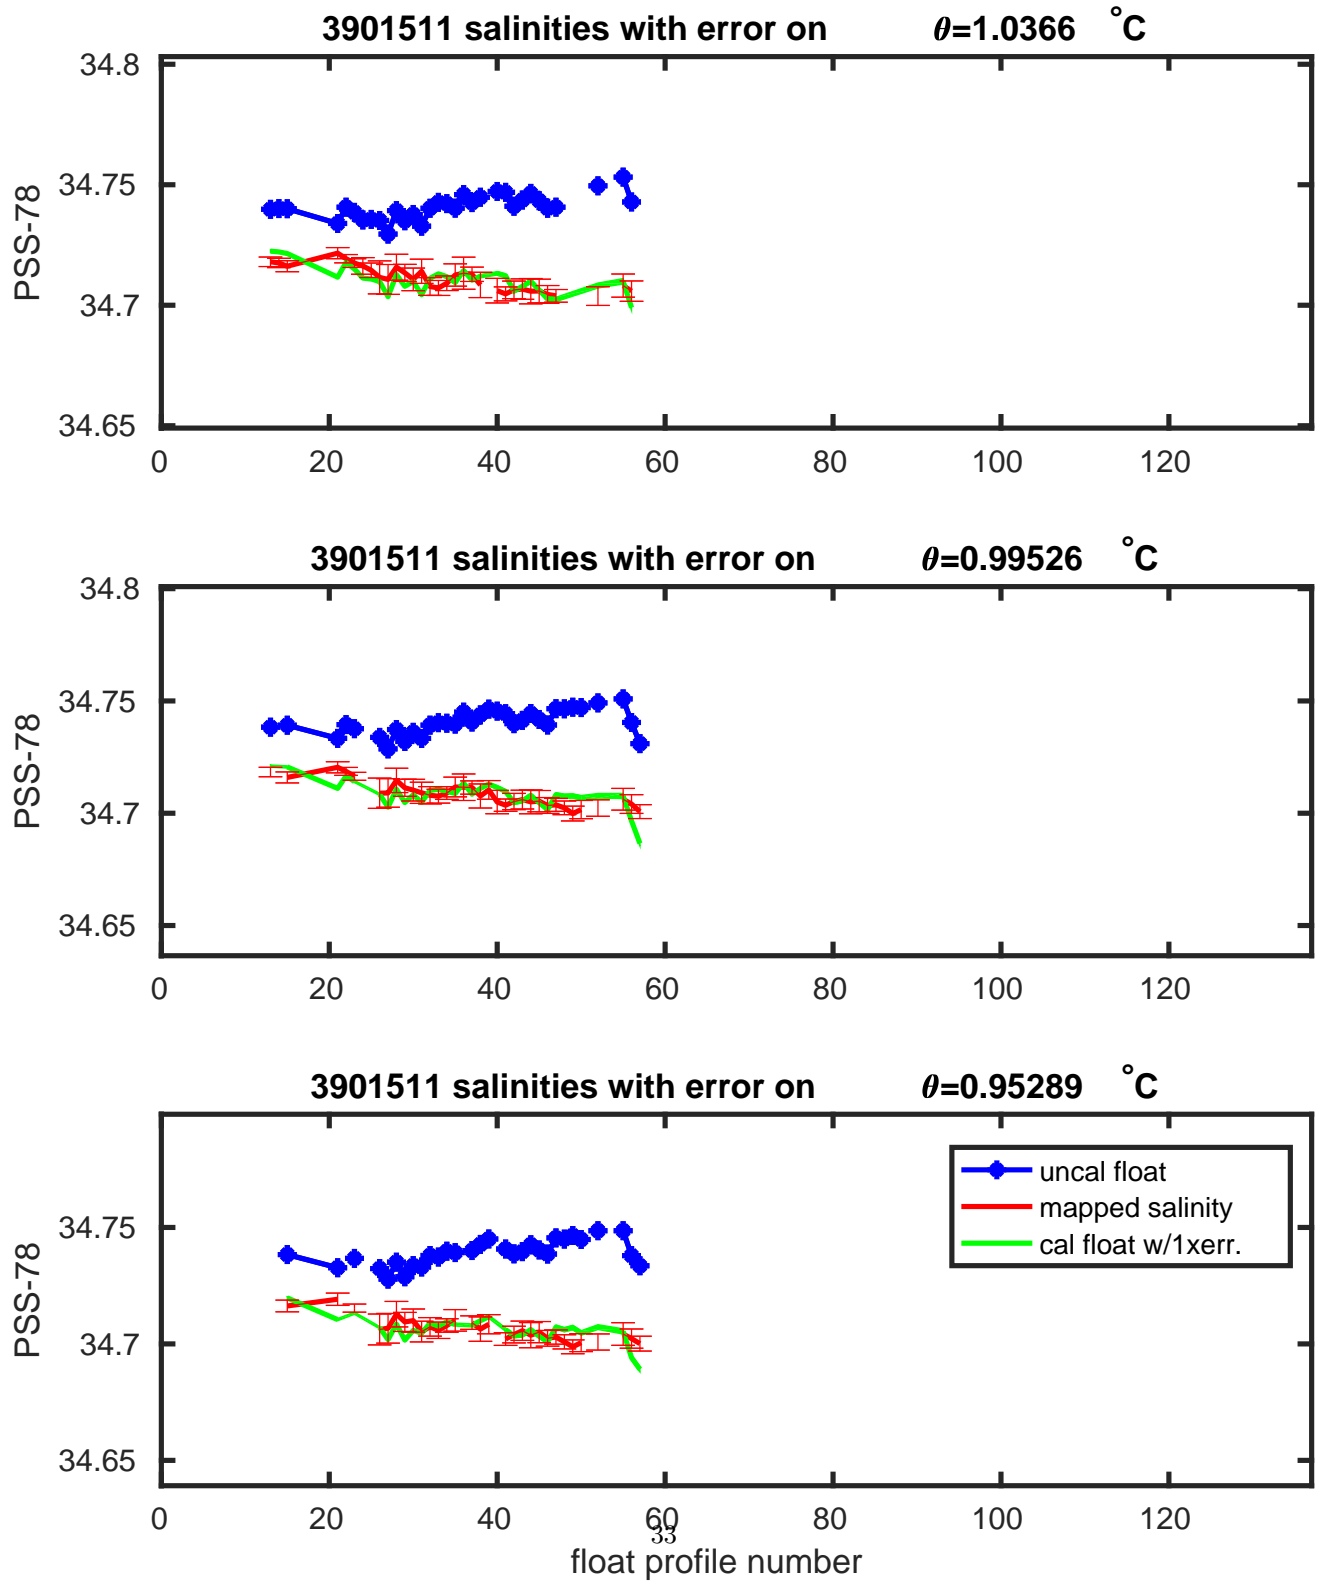 3901511 salinities with error on θ=1.0366 °C
34.8
34.75
34.7
34.65
PSS-78
0 20 40 60 80 100 120
3901511 salinities with error on θ=0.99526 °C
34.8
34.75
34.7
34.65
PSS-78
0 20 40 60 80 100 120
3901511 salinities with error on θ=0.95289 °C
uncal float
mapped salinity
cal float w/1xerr.
34.75
34.7
34.65
PSS-78
0 20 40 60 80 100 120
33
float profile number